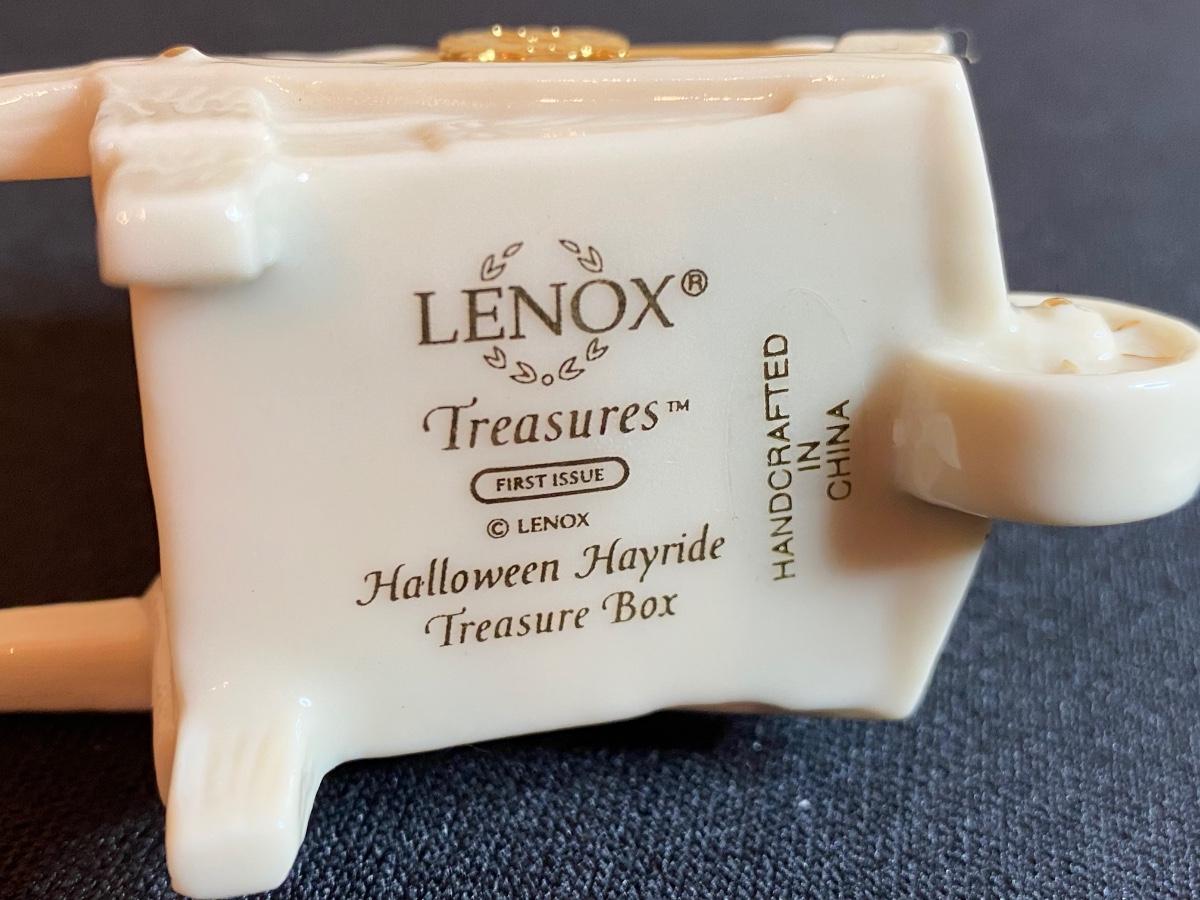 LENOX®
Treasures™
FIRST ISSUE
© LENOX
Halloween Hayride
Treasure Box
HANDCRAFTED
IN
CHINA